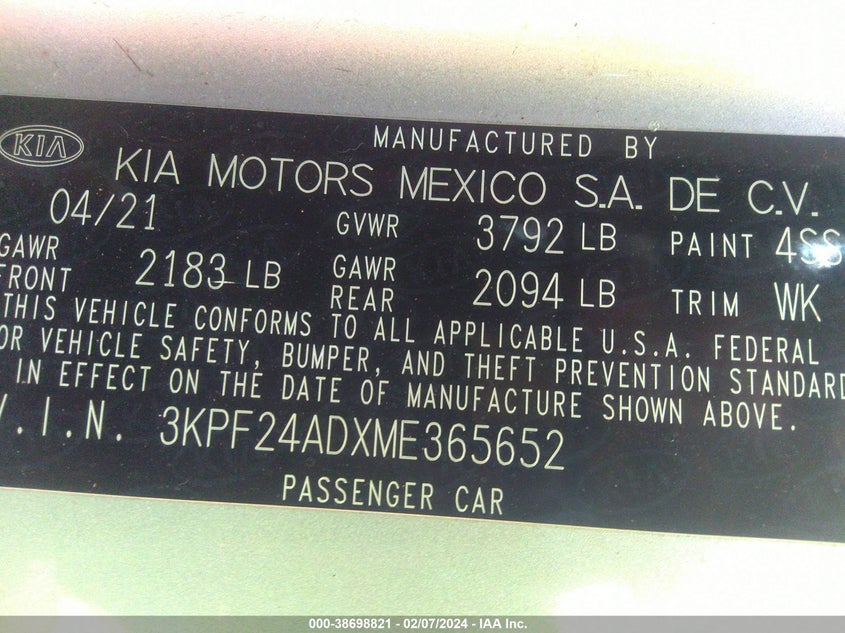 KIA
MANUFACTURED BY
KIA MOTORS MEXICO S.A. DE C.V.
04/21 GVWR 3792 LB PAINT 4SS
GAWR FRONT 2183 LB GAWR REAR 2094 LB TRIM WK
THIS VEHICLE CONFORMS TO ALL APPLICABLE U.S.A. FEDERAL
OR VEHICLE SAFETY, BUMPER, AND THEFT PREVENTION STANDARD
IN EFFECT ON THE DATE OF MANUFACTURE SHOWN ABOVE.
V.I.N. 3KPF24ADXME365652
PASSENGER CAR
000-38698821 - 02/07/2024 - IAA Inc.